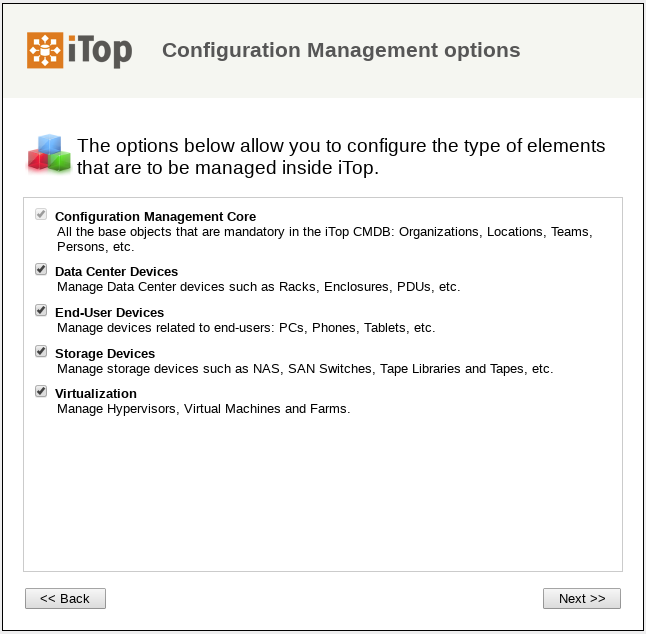 iTop
Configuration Management options
The options below allow you to configure the type of elements
that are to be managed inside iTop.
Configuration Management Core
All the base objects that are mandatory in the iTop CMDB: Organizations, Locations, Teams,
Persons, etc.
Data Center Devices
Manage Data Center devices such as Racks, Enclosures, PDUs, etc.
End-User Devices
Manage devices related to end-users: PCs, Phones, Tablets, etc.
Storage Devices
Manage storage devices such as NAS, SAN Switches, Tape Libraries and Tapes, etc.
Virtualization
Manage Hypervisors, Virtual Machines and Farms.
<< Back
Next >>